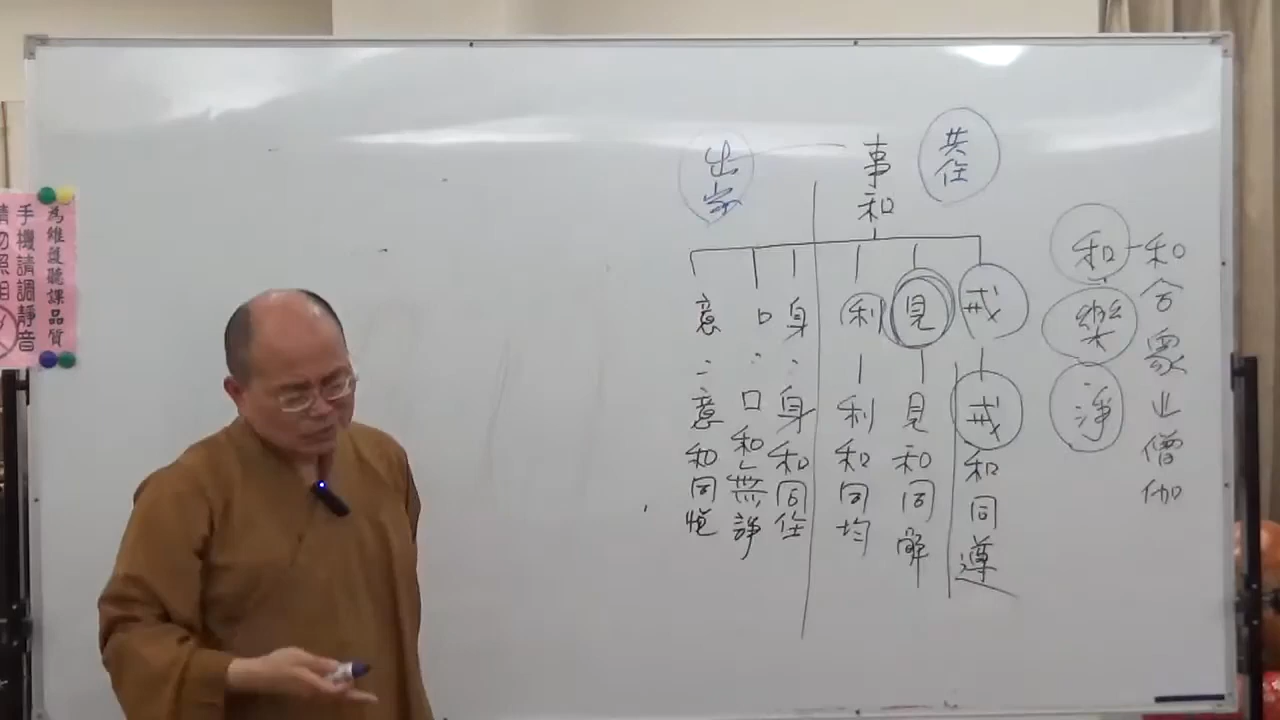 和合眾止僧伽
和
樂
淨
共住
事和
出家
戒
戒和同遵
見
見和同解
利
利和同均
身:身和同住
口:口和無諍
意:意和同悅
為維護聽課品質
手機請調靜音
請勿照相